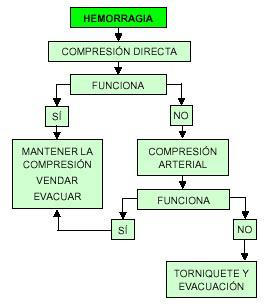 HEMORRAGIA
COMPRESIÓN DIRECTA
FUNCIONA
SÍ
NO
MANTENER LA
COMPRESIÓN
VENDAR
EVACUAR
COMPRESIÓN
ARTERIAL
FUNCIONA
SÍ
NO
TORNIQUETE Y
EVACUACIÓN